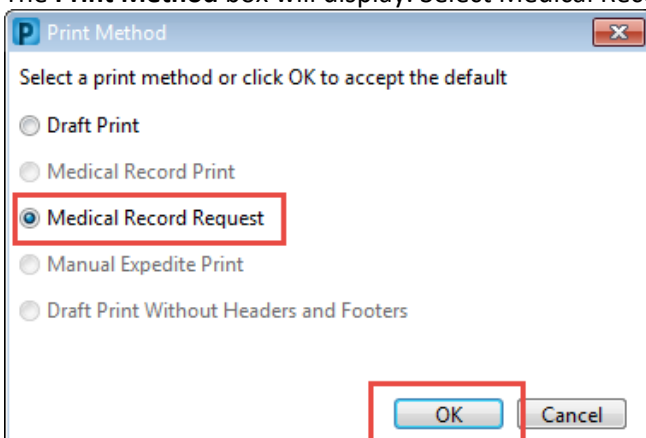 The Print Method box will display. Select Medical Reco
P Print Method
Select a print method or click OK to accept the default
Draft Print
Medical Record Print
Medical Record Request
Manual Expedite Print
Draft Print Without Headers and Footers
OK Cancel